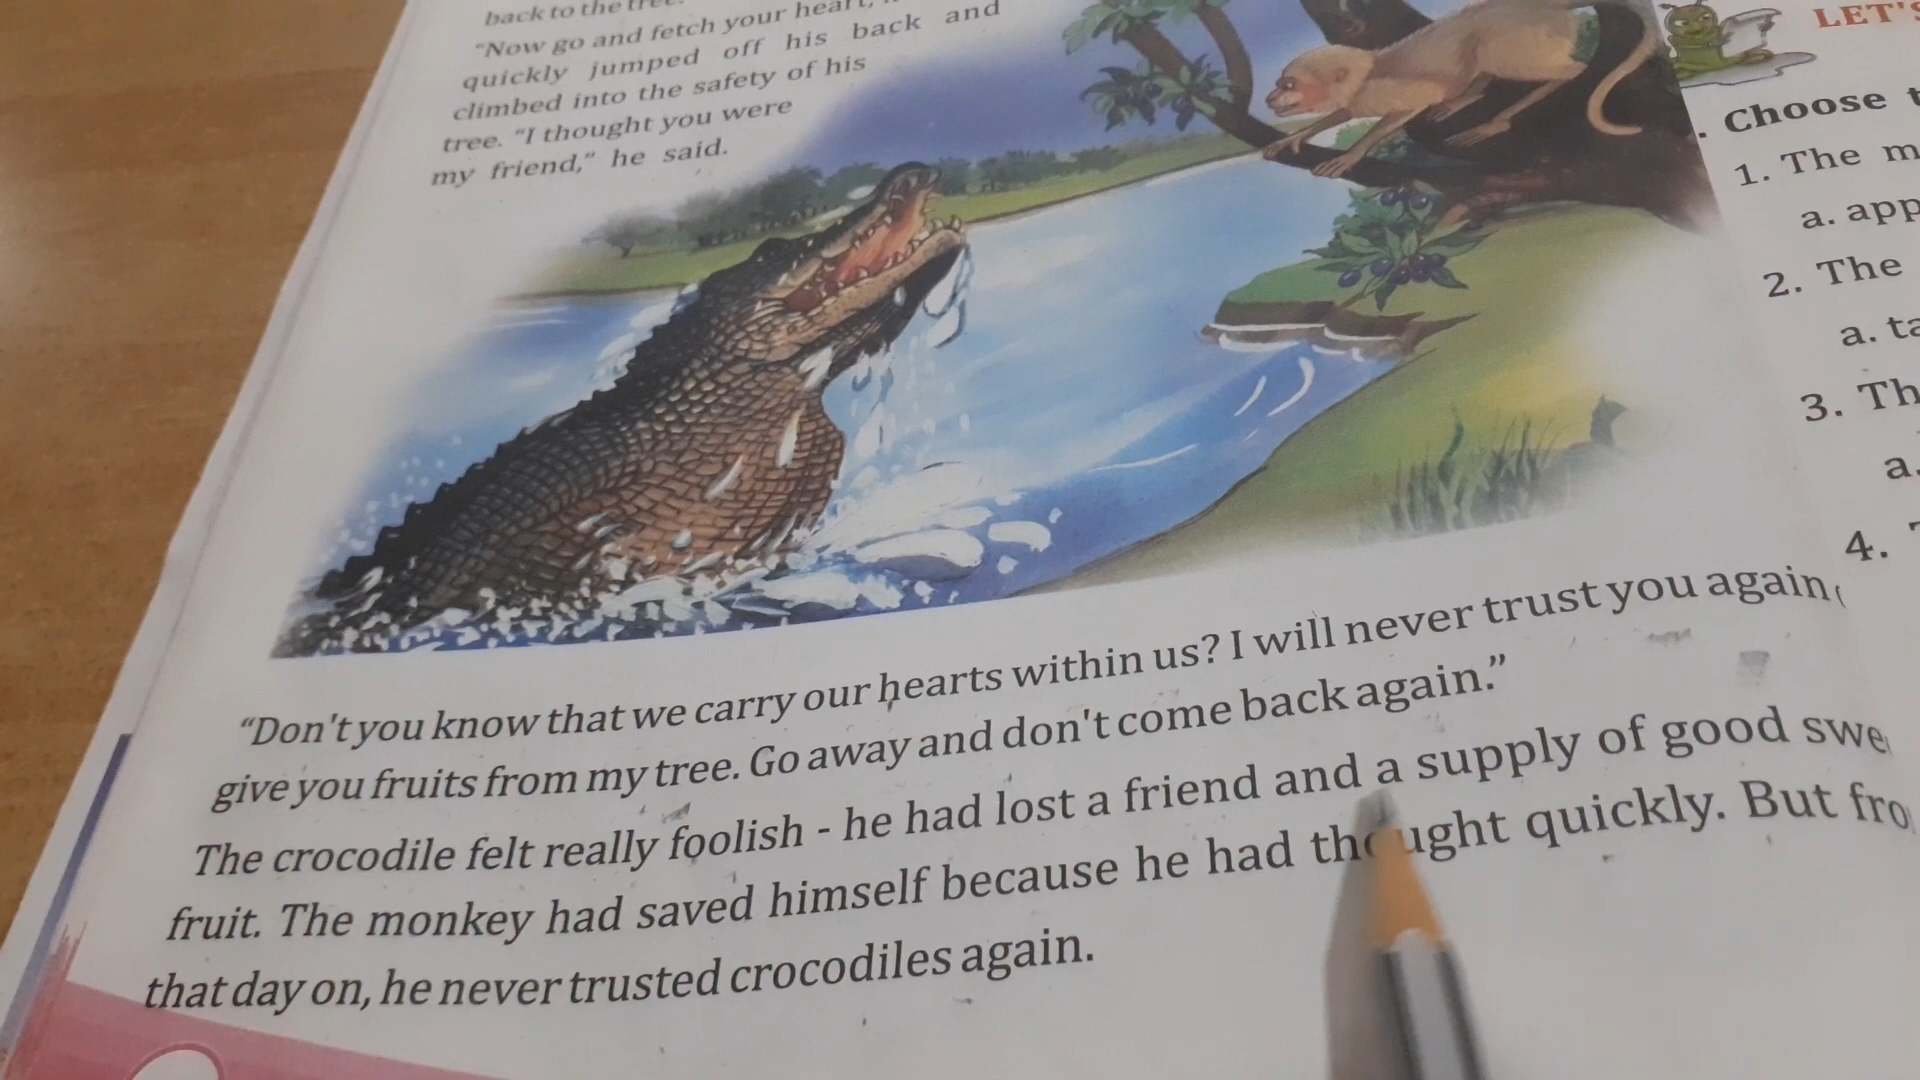 back to the tree.
"Now go and fetch your heart,
quickly jumped off his back and
climbed into the safety of his
tree. "I thought you were
my friend," he said.
"Don't you know that we carry our hearts within us? I will never trust you again
give you fruits from my tree. Go away and don't come back again."
The crocodile felt really foolish - he had lost a friend and a supply of good
fruit. The monkey had saved himself because he had thought quickly. But
that day on, he never trusted crocodiles again.
LET'S
. Choose
1. The
a.
2. The
a.
3.
a.
4.